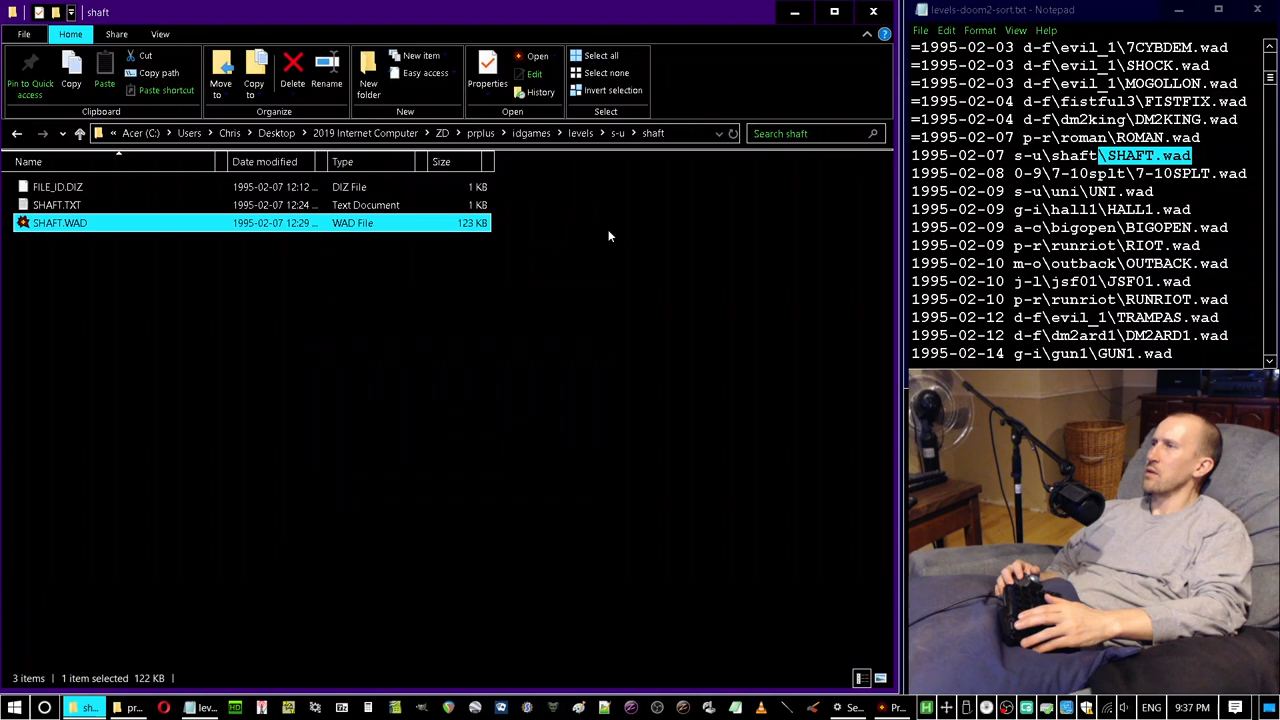 shaft
File Home Share View
Pin to Quick access
Copy
Paste
Cut
Copy path
Paste shortcut
Clipboard
Move to
Copy to
Delete
Rename
Organize
New folder
New item
Easy access
New
Properties
Open
Edit
History
Open
Select all
Select none
Invert selection
Select
Acer (C:) › Users › Chris › Desktop › 2019 Internet Computer › ZD › prplus › idgames › levels › s-u › shaft
Search shaft
Name Date modified Type Size
FILE_ID.DIZ 1995-02-07 12:12 ... DIZ File 1 KB
SHAFT.TXT 1995-02-07 12:24 ... Text Document 1 KB
SHAFT.WAD 1995-02-07 12:29 ... WAD File 123 KB
3 items 1 item selected 122 KB
levels-doom2-sort.txt - Notepad
File Edit Format View Help
=1995-02-03 d-f\evil_1\7CYBDEM.wad
=1995-02-03 d-f\evil_1\SHOCK.wad
=1995-02-03 d-f\evil_1\MOGOLLON.wad
=1995-02-04 d-f\fistful3\FISTFIX.wad
=1995-02-04 d-f\dm2king\DM2KING.wad
=1995-02-07 p-r\roman\ROMAN.wad
1995-02-07 s-u\shaft\SHAFT.wad
1995-02-08 0-9\7-10splt\7-10SPLT.wad
1995-02-09 s-u\uni\UNI.wad
1995-02-09 g-i\hall1\HALL1.wad
1995-02-09 a-c\bigopen\BIGOPEN.wad
1995-02-09 p-r\runriot\RIOT.wad
1995-02-10 m-o\outback\OUTBACK.wad
1995-02-10 j-l\jsf01\JSF01.wad
1995-02-10 p-r\runriot\RUNRIOT.wad
1995-02-12 d-f\evil_1\TRAMPAS.wad
1995-02-12 d-f\dm2ard1\DM2ARD1.wad
1995-02-14 g-i\gun1\GUN1.wad
sh... pr... lev... Se... Pr... ENG 9:37 PM